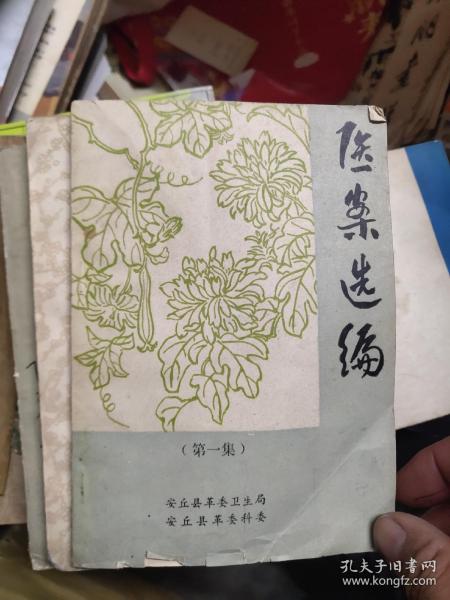 医案选编
（第一集）
安丘县革委卫生局
安丘县革委科委
孔夫子旧书网
www.kongfz.com